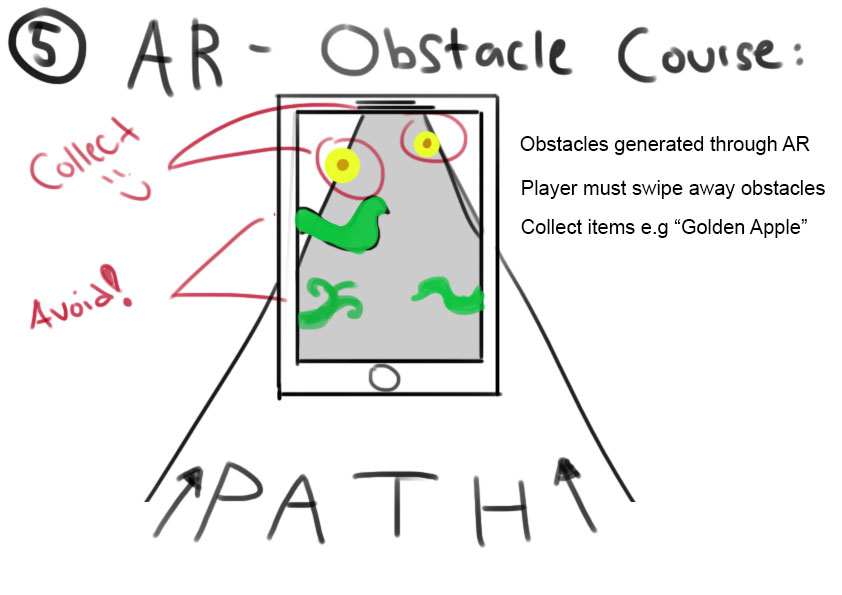 5 AR - Obstacle Course:
Collect
Obstacles generated through AR
Player must swipe away obstacles
Collect items e.g “Golden Apple”
Avoid!
PATH